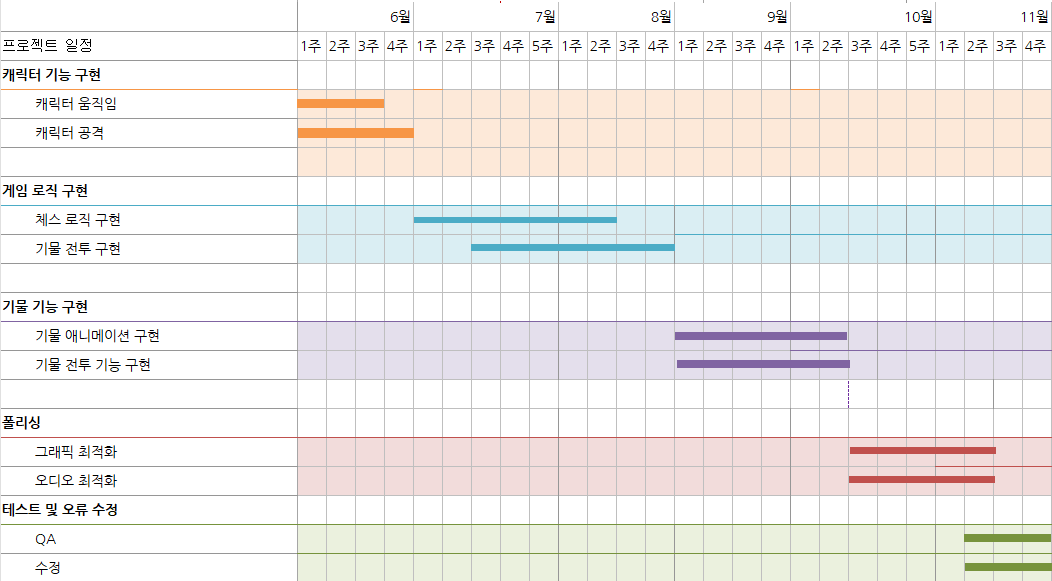 6월 7월 8월 9월 10월 11월
프로젝트 일정 1주 2주 3주 4주 1주 2주 3주 4주 5주 1주 2주 3주 4주 1주 2주 3주 4주 1주 2주 3주 4주 5주 1주 2주 3주 4주
캐릭터 기능 구현
캐릭터 움직임
캐릭터 공격
게임 로직 구현
체스 로직 구현
기물 전투 구현
기물 기능 구현
기물 애니메이션 구현
기물 전투 기능 구현
폴리싱
그래픽 최적화
오디오 최적화
테스트 및 오류 수정
QA
수정